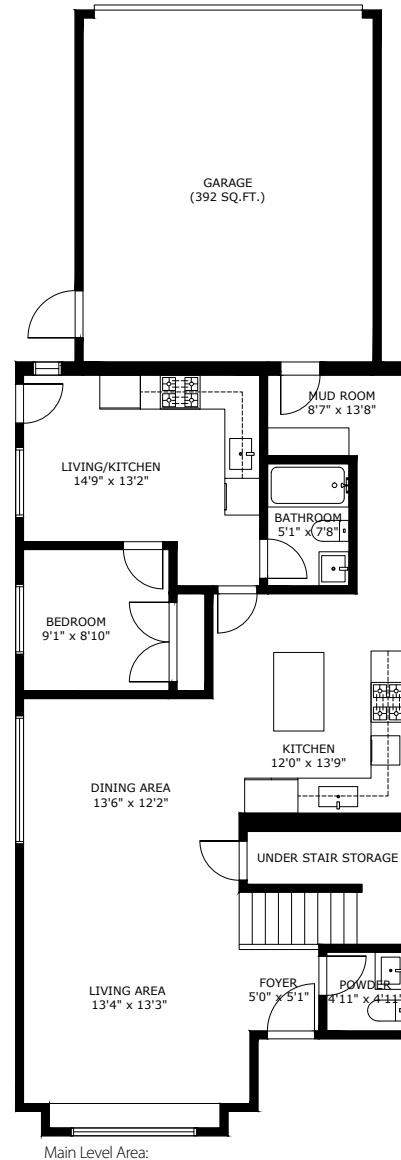 GARAGE
(392 SQ.FT.)
MUD ROOM
8'7" x 13'8"
LIVING/KITCHEN
14'9" x 13'2"
BATHROOM
5'1" x 7'8"
BEDROOM
9'1" x 8'10"
KITCHEN
12'0" x 13'9"
DINING AREA
13'6" x 12'2"
UNDER STAIR STORAGE
LIVING AREA
13'4" x 13'3"
FOYER
5'0" x 5'1"
POWDER
4'11" x 4'11"
Main Level Area: